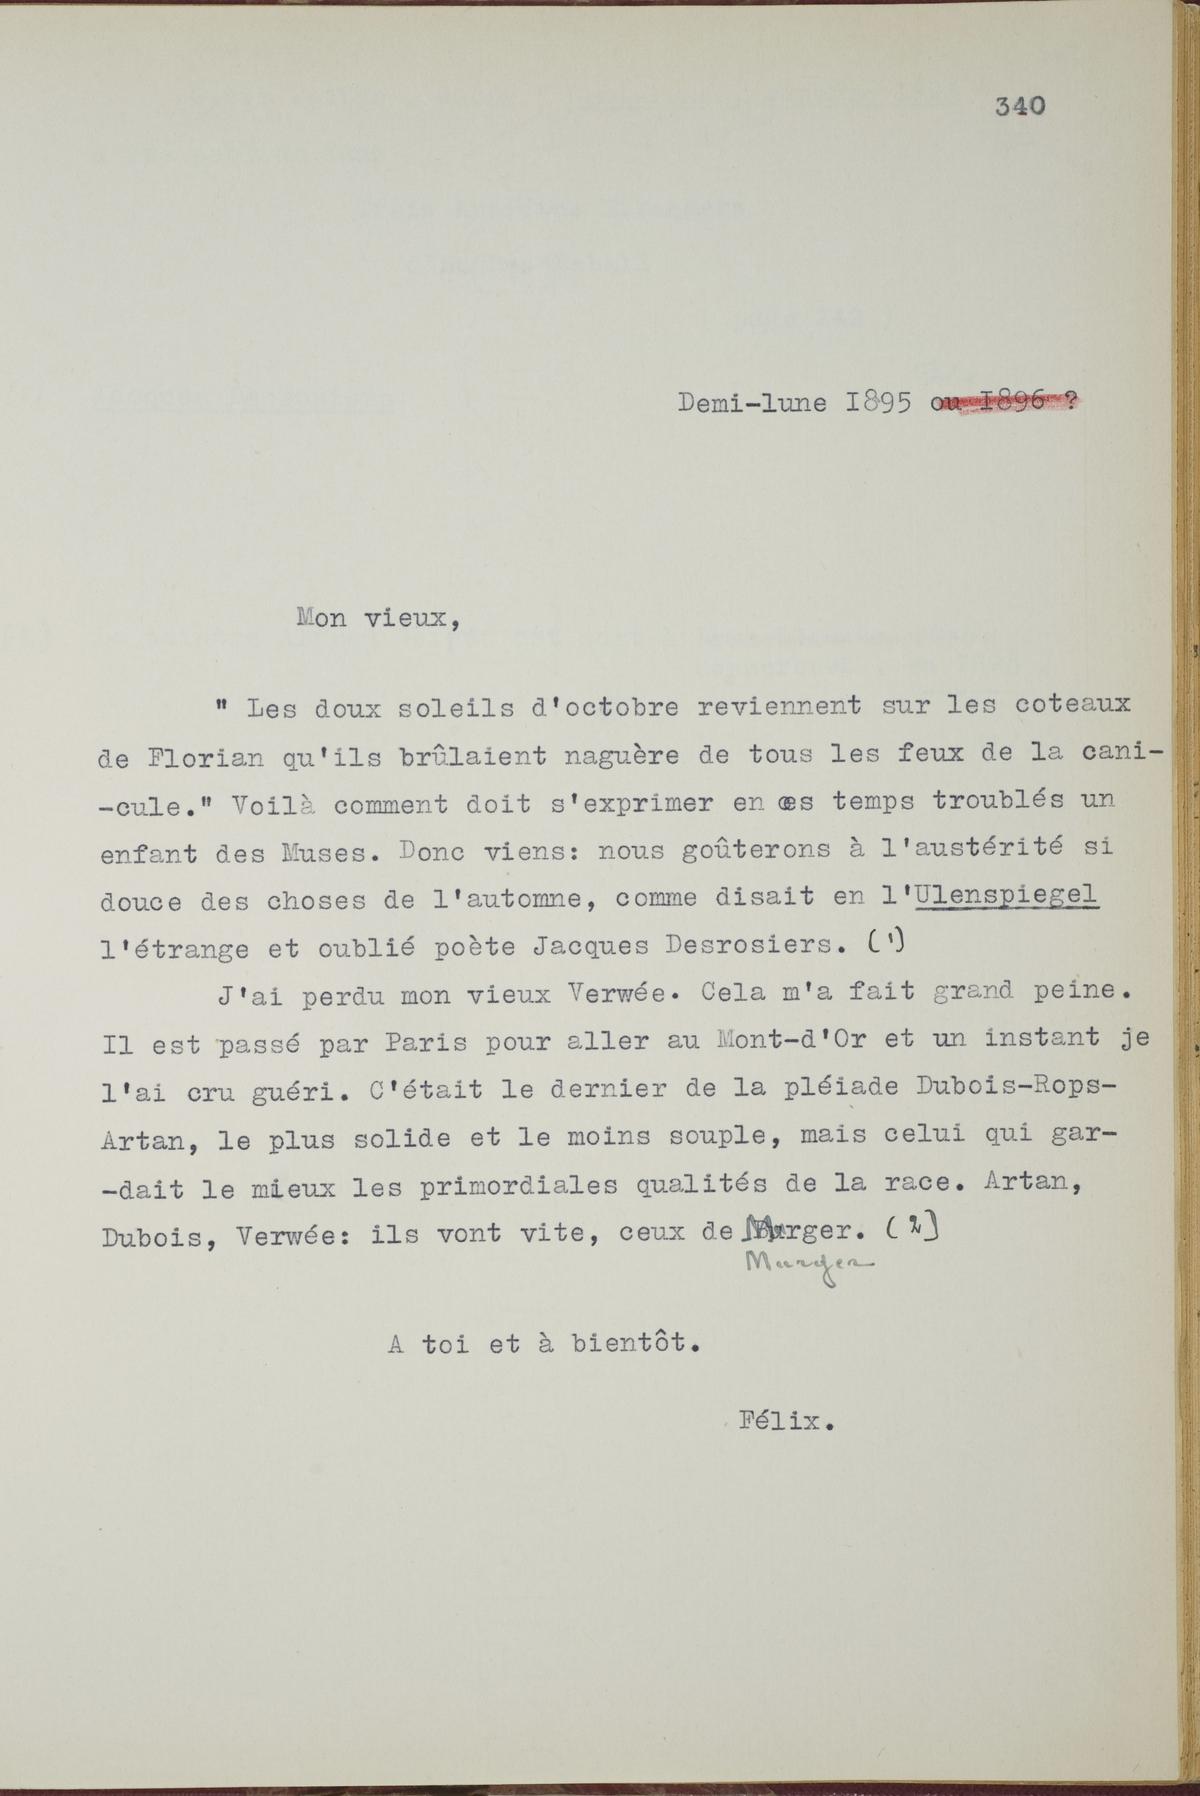 340
Demi-lune 1895 ou 1896 ?
Mon vieux,
" Les doux soleils d'octobre reviennent sur les coteaux
de Florian qu'ils brûlaient naguère de tous les feux de la cani-
-cule." Voilà comment doit s'exprimer en ces temps troublés un
enfant des Muses. Donc viens: nous goûterons à l'austérité si
douce des choses de l'automne, comme disait en l'Ulenspiegel
l'étrange et oublié poète Jacques Desrosiers. (1)
J'ai perdu mon vieux Verwée. Cela m'a fait grand peine.
Il est passé par Paris pour aller au Mont-d'Or et un instant je
l'ai cru guéri. C'était le dernier de la pléiade Dubois-Rops-
Artan, le plus solide et le moins souple, mais celui qui gar-
-dait le mieux les primordiales qualités de la race. Artan,
Dubois, Verwée: ils vont vite, ceux de Murger. (2)
Murger
A toi et à bientôt.
Félix.